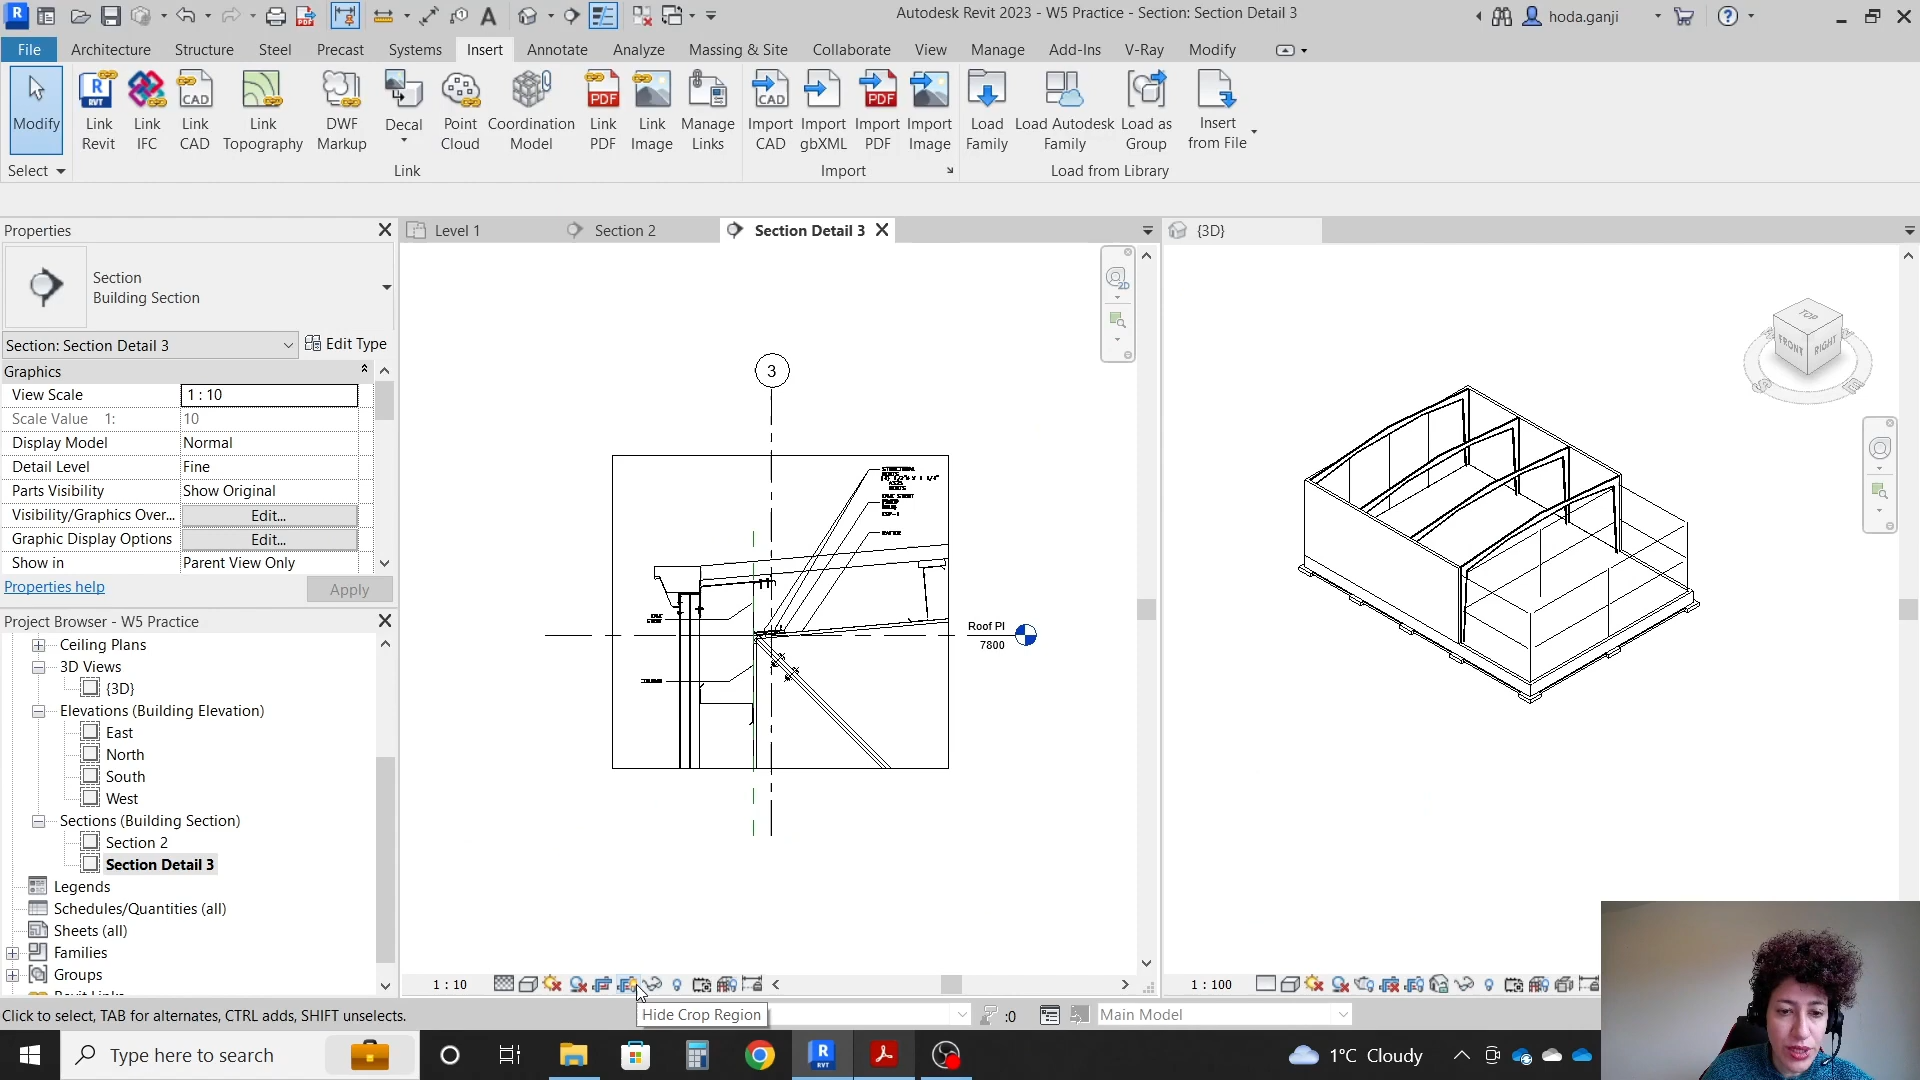 Autodesk Revit 2023 - W5 Practice - Section: Section Detail 3
hoda.ganji
File Architecture Structure Steel Precast Systems Insert Annotate Analyze Massing & Site Collaborate View Manage Add-Ins V-Ray Modify
Modify
Link Revit
Link IFC
Link CAD
Link Topography
DWF Markup
Decal
Point Cloud
Coordination Model
Link PDF
Link Image
Manage Links
Import CAD
Import gbXML
Import PDF
Import Image
Load Family
Load Autodesk Family
Load as Group
Insert from File
Select Link Import Load from Library
Properties
Section
Building Section
Section: Section Detail 3 Edit Type
Graphics
View Scale 1 : 10
Scale Value 1: 10
Display Model Normal
Detail Level Fine
Parts Visibility Show Original
Visibility/Graphics Over... Edit...
Graphic Display Options Edit...
Show in Parent View Only
Properties help Apply
Project Browser - W5 Practice
Ceiling Plans
3D Views
{3D}
Elevations (Building Elevation)
East
North
South
West
Sections (Building Section)
Section 2
Section Detail 3
Legends
Schedules/Quantities (all)
Sheets (all)
Families
Groups
Level 1 Section 2 Section Detail 3 {3D}
3
Roof Pl
7800
TOP
FRONT
RIGHT
1 : 10
1 : 100
Hide Crop Region
Click to select, TAB for alternates, CTRL adds, SHIFT unselects.
:0
Main Model
Type here to search
1°C Cloudy